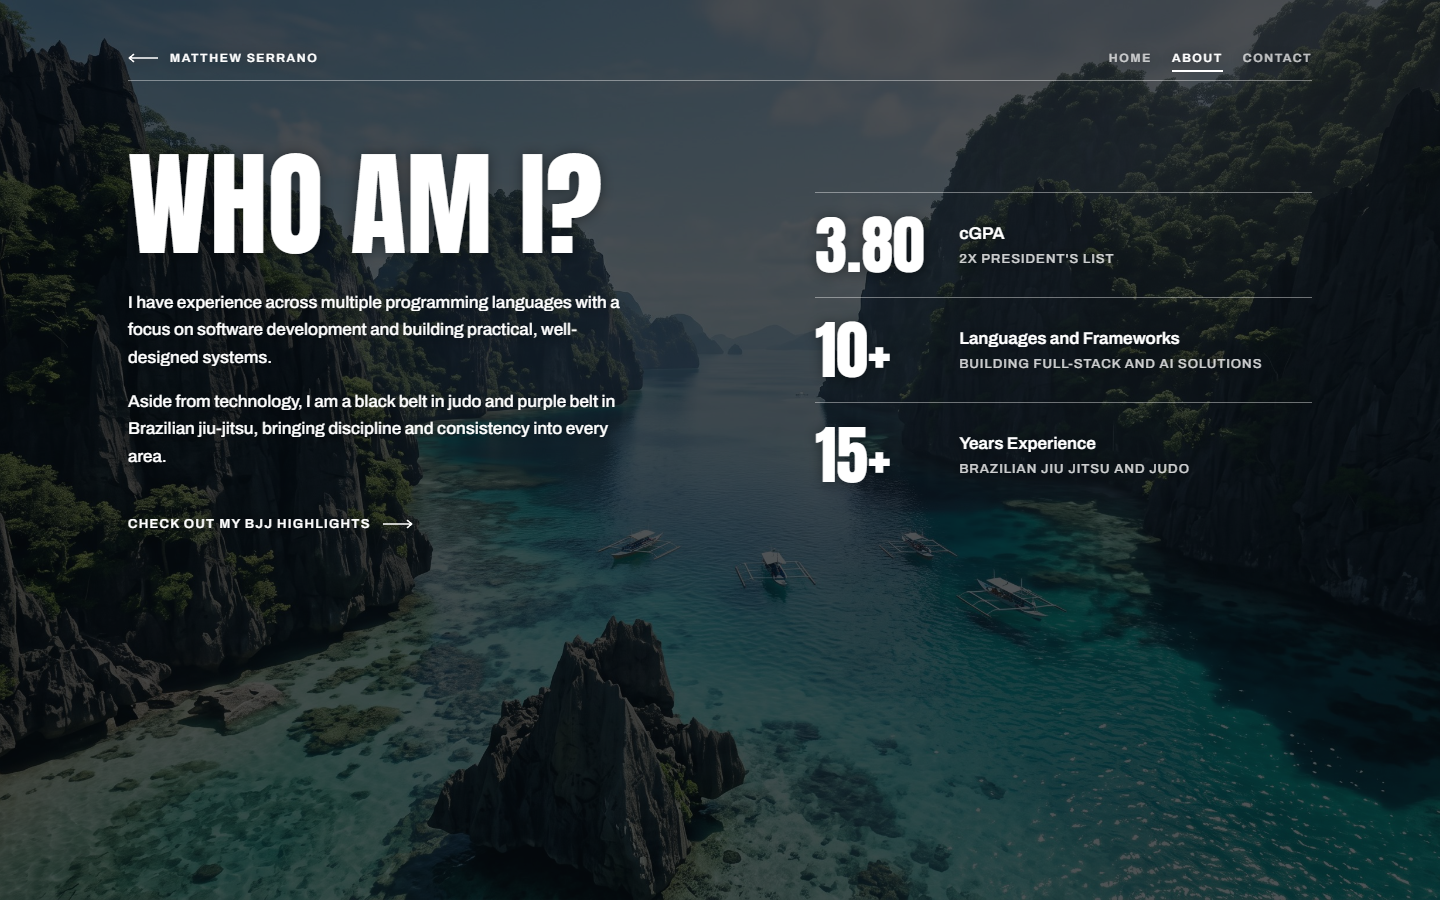 MATTHEW SERRANO
HOME ABOUT CONTACT
WHO AM I?
I have experience across multiple programming languages with a
focus on software development and building practical, well-
designed systems.
Aside from technology, I am a black belt in judo and purple belt in
Brazilian jiu-jitsu, bringing discipline and consistency into every
area.
CHECK OUT MY BJJ HIGHLIGHTS
3.80
cGPA
2X PRESIDENT'S LIST
10+
Languages and Frameworks
BUILDING FULL-STACK AND AI SOLUTIONS
15+
Years Experience
BRAZILIAN JIU JITSU AND JUDO